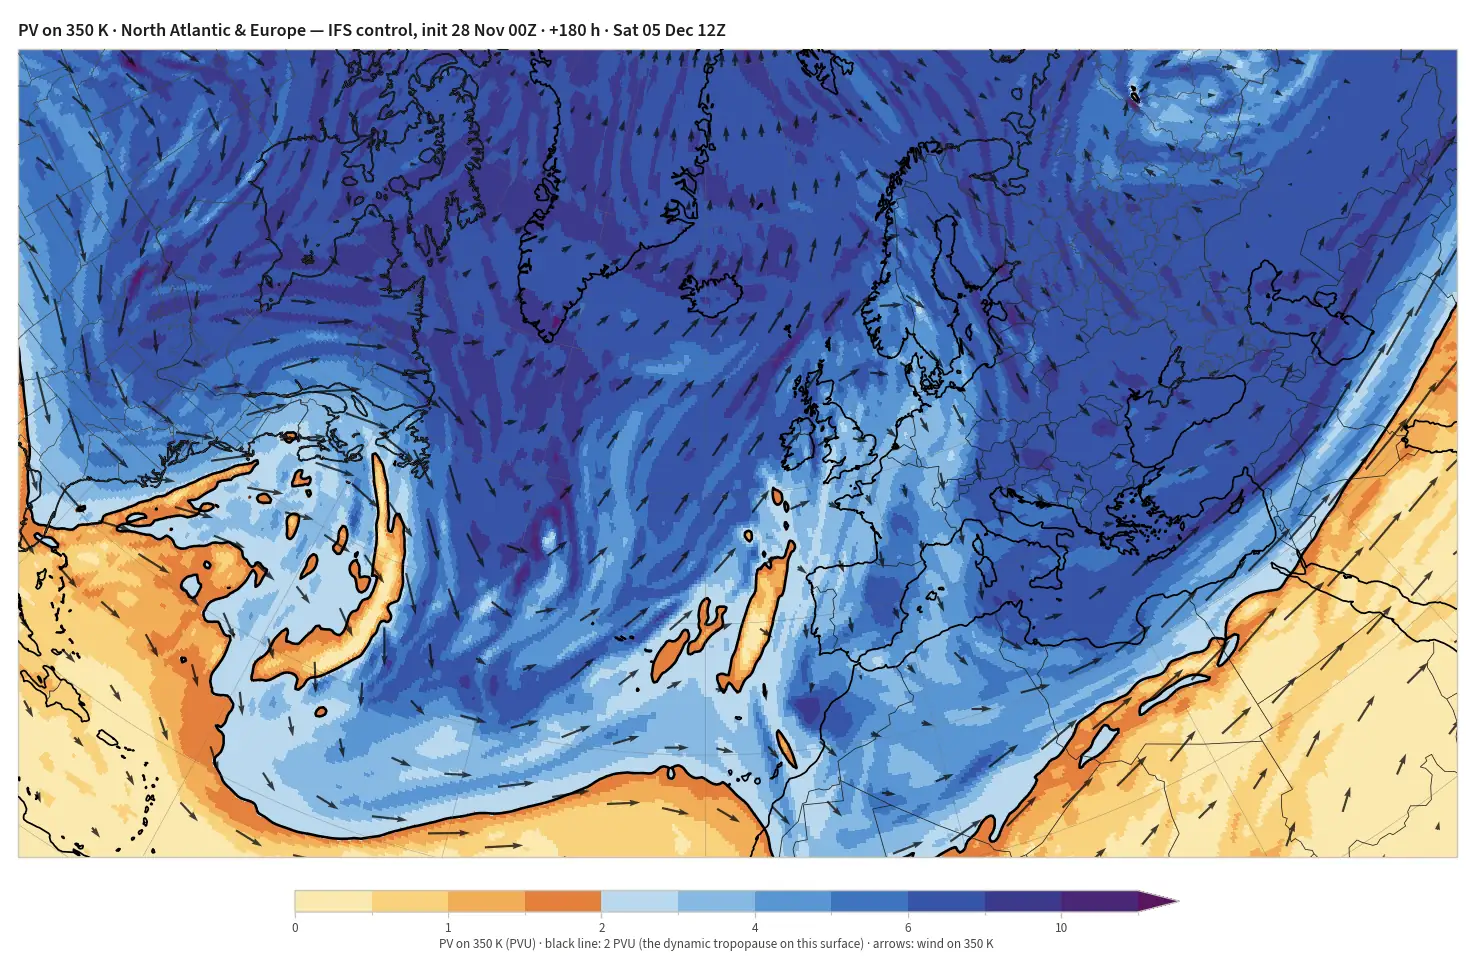 PV on 350 K · North Atlantic & Europe — IFS control, init 28 Nov 00Z · +180 h · Sat 05 Dec 12Z
0 1 2 4 6 10
PV on 350 K (PVU) · black line: 2 PVU (the dynamic tropopause on this surface) · arrows: wind on 350 K